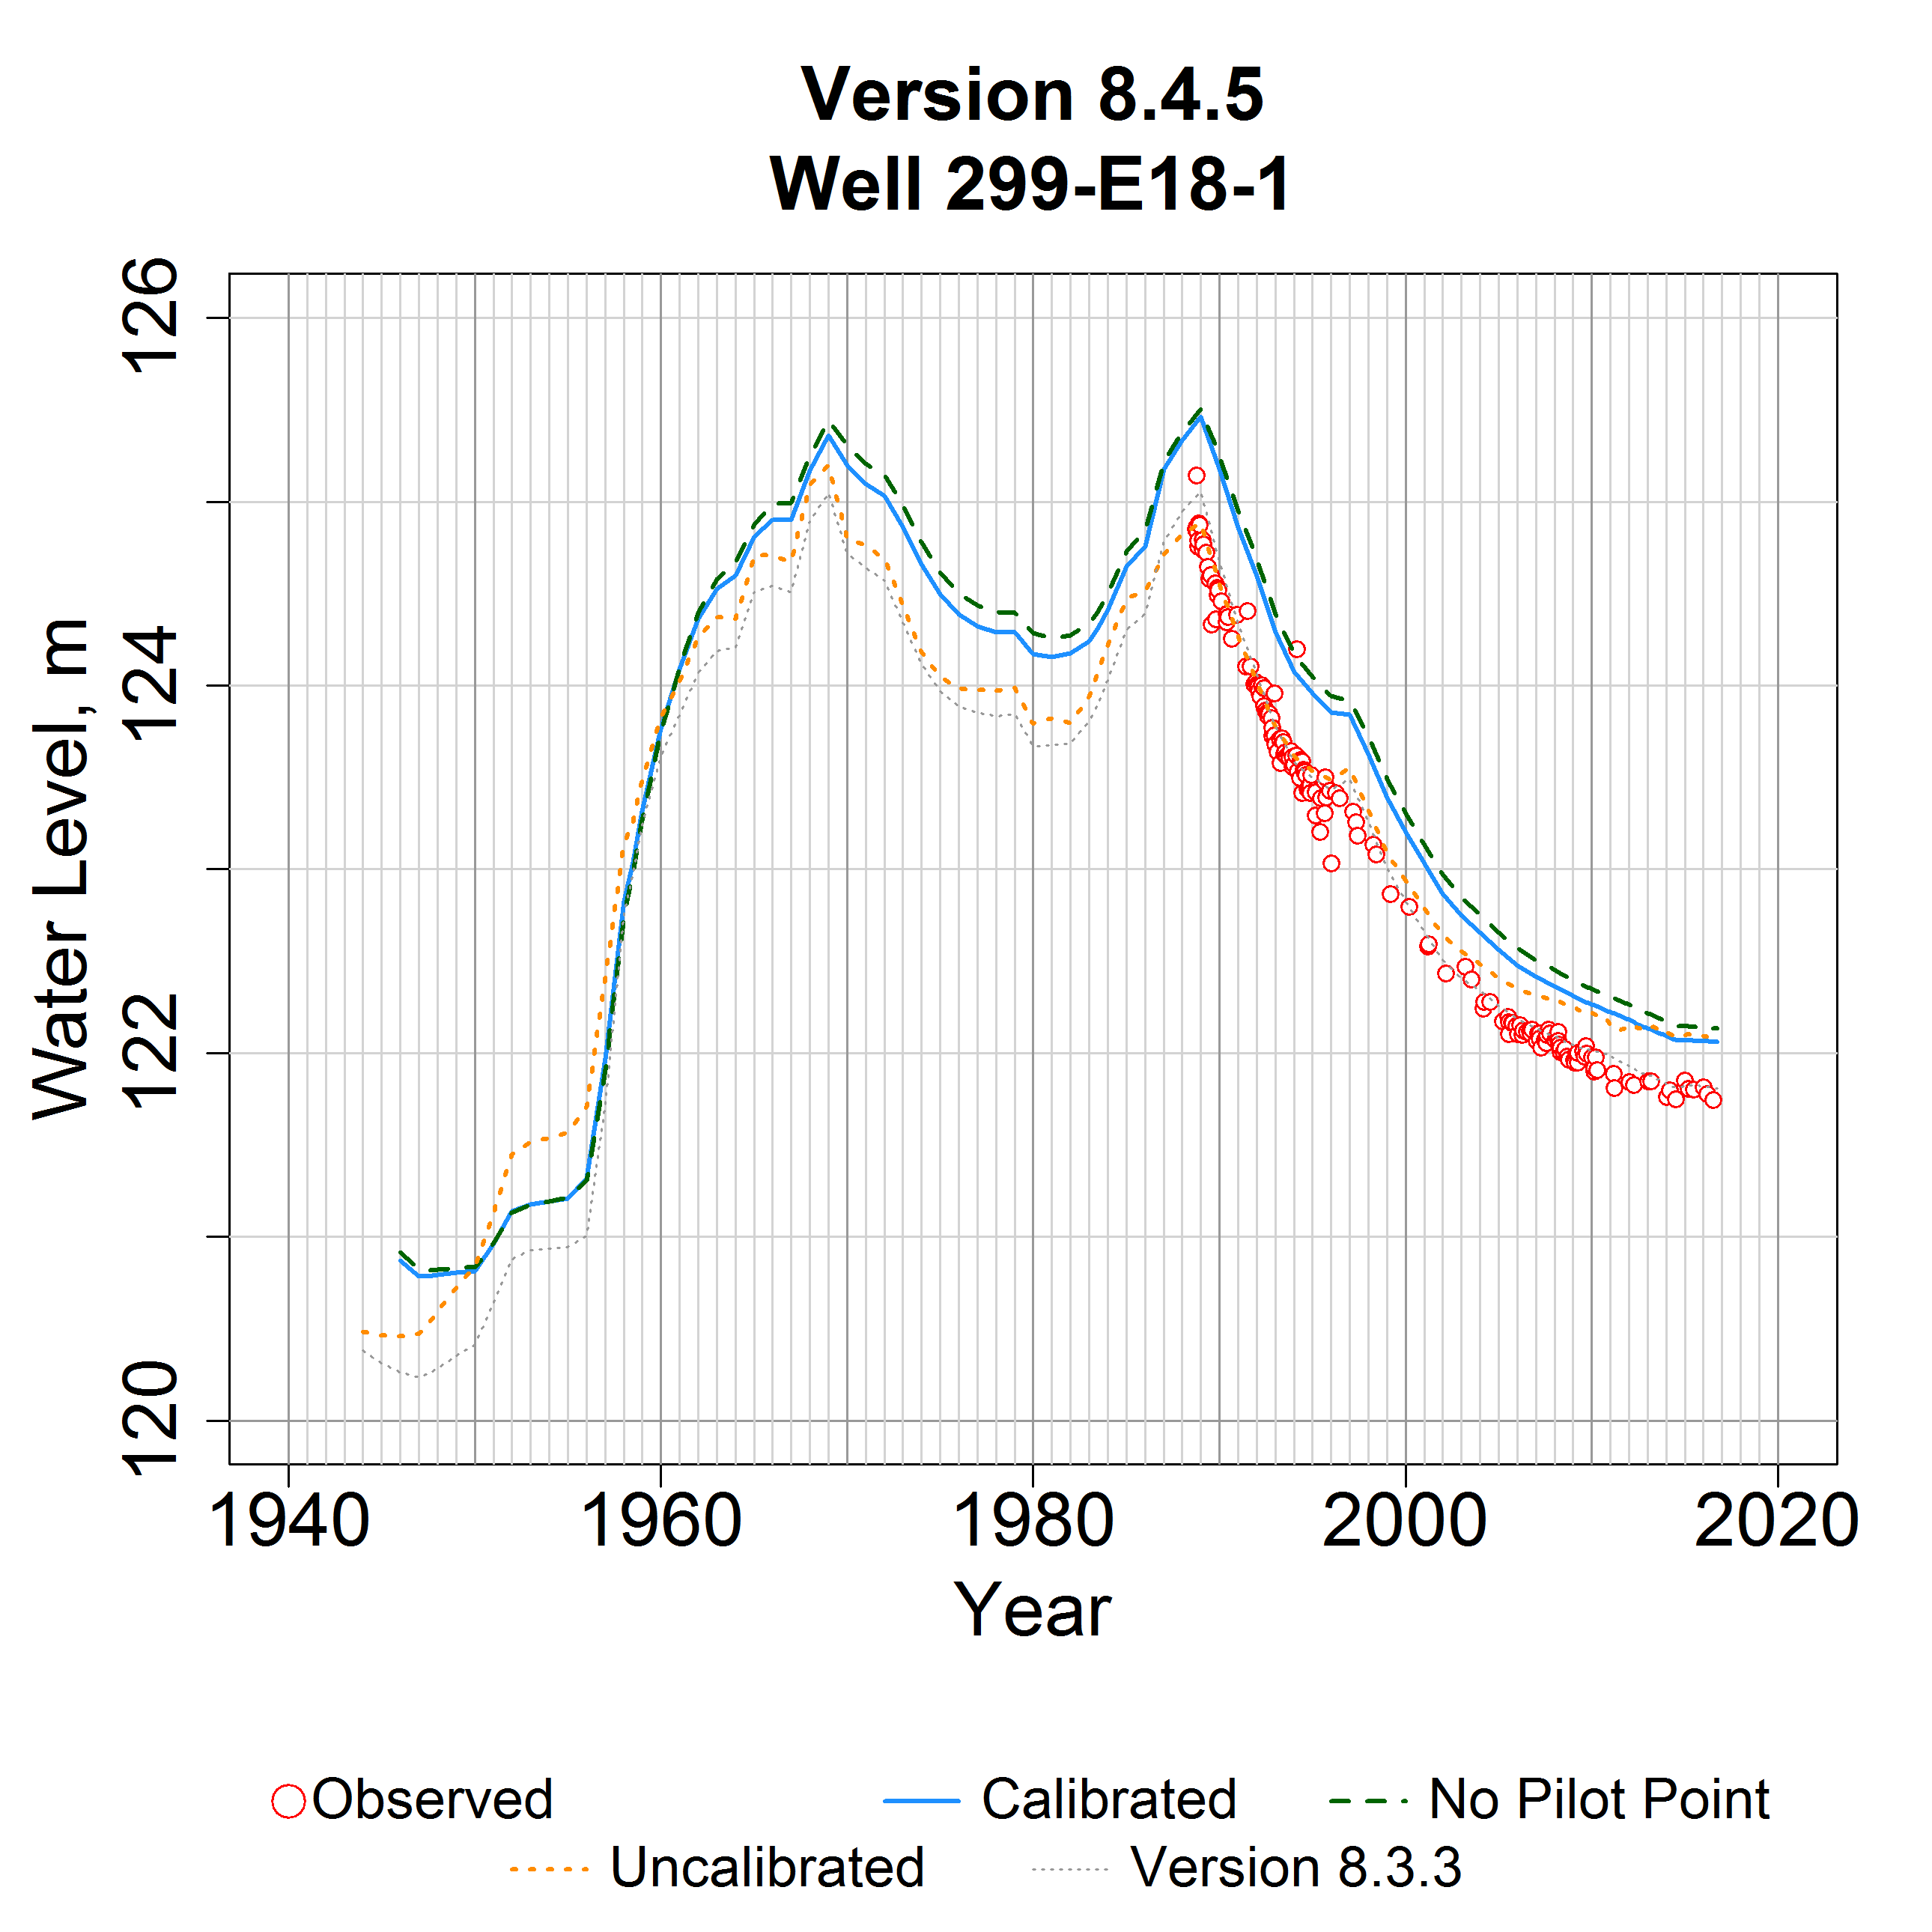 Version 8.4.5
Well 299-E18-1
Water Level, m
126
124
122
120
1940 1960 1980 2000 2020
Year
Observed Calibrated No Pilot Point
Uncalibrated Version 8.3.3